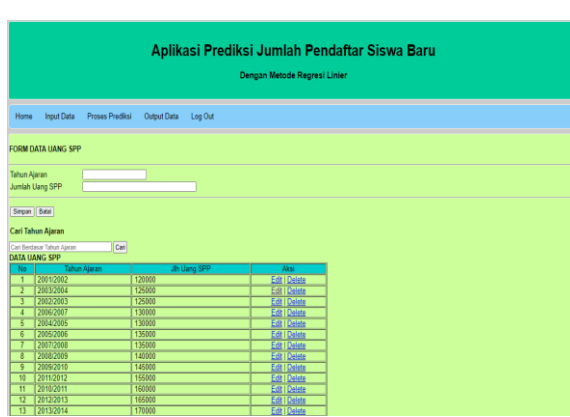 Aplikasi Prediksi Jumlah Pendaftar Siswa Baru
Dengan Metode Regresi Linier
Home Input Data Proses Prediksi Output Data Log Out
FORM DATA UANG SPP
Tahun Ajaran
Jumlah Uang SPP
Simpan Batal
Cari Tahun Ajaran
Cari Berdasar Tahun Ajaran Cari
DATA UANG SPP
No Tahun Ajaran Jlh Uang SPP Aksi
1 2001/2002 120000 Edit | Delete
2 2003/2004 125000 Edit | Delete
3 2002/2003 125000 Edit | Delete
4 2006/2007 130000 Edit | Delete
5 2004/2005 130000 Edit | Delete
6 2005/2006 135000 Edit | Delete
7 2007/2008 135000 Edit | Delete
8 2008/2009 140000 Edit | Delete
9 2009/2010 145000 Edit | Delete
10 2011/2012 155000 Edit | Delete
11 2010/2011 160000 Edit | Delete
12 2012/2013 165000 Edit | Delete
13 2013/2014 170000 Edit | Delete